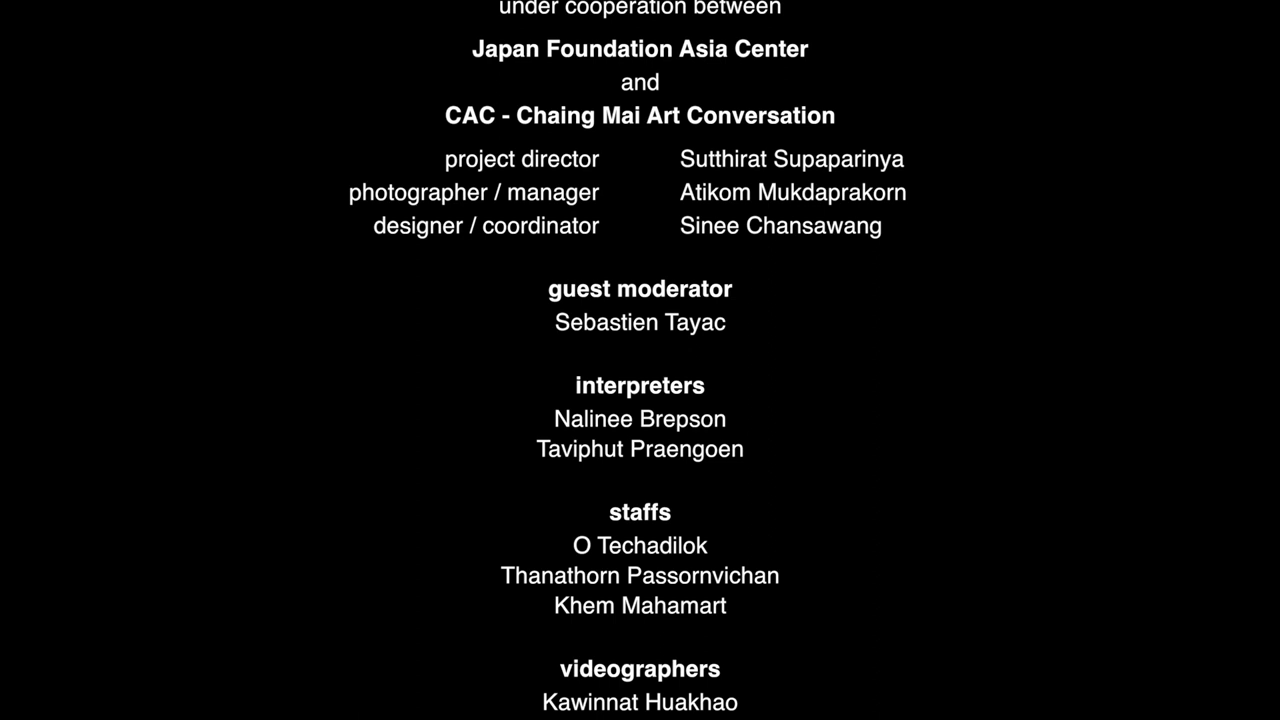 under cooperation between
Japan Foundation Asia Center
and
CAC - Chaing Mai Art Conversation
project director Sutthirat Supaparinya
photographer / manager Atikom Mukdaprakorn
designer / coordinator Sinee Chansawang
guest moderator
Sebastien Tayac
interpreters
Nalinee Brepson
Taviphut Praengoen
staffs
O Techadilok
Thanathorn Passornvichan
Khem Mahamart
videographers
Kawinnat Huakhao